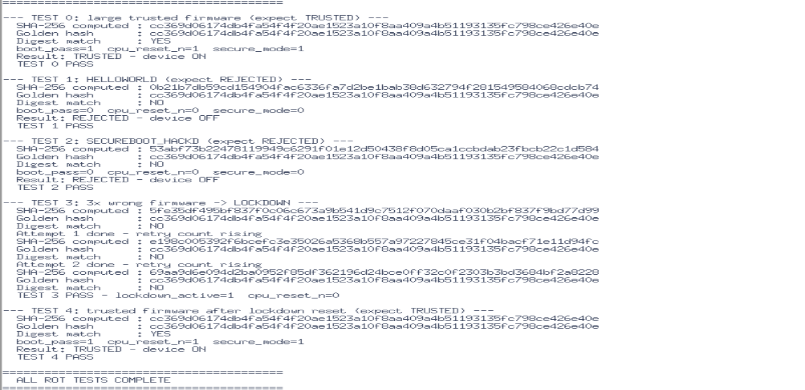 ============================================
--- TEST 0: large trusted firmware (expect TRUSTED) ---
SHA-256 computed : cc369d06174db4fa54f4f20ae1523a10f8aa409a4b51193135fc798ce426e40e
Golden hash : cc369d06174db4fa54f4f20ae1523a10f8aa409a4b51193135fc798ce426e40e
Digest match : YES
boot_pass=1 cpu_reset_n=1 secure_mode=1
Result: TRUSTED - device ON
TEST 0 PASS
--- TEST 1: HELLOWORLD (expect REJECTED) ---
SHA-256 computed : 0b21b7db59cd154904fac6336fa7d2be1bab38d632794f281549584068cdcb74
Golden hash : cc369d06174db4fa54f4f20ae1523a10f8aa409a4b51193135fc798ce426e40e
Digest match : NO
boot_pass=0 cpu_reset_n=0 secure_mode=0
Result: REJECTED - device OFF
TEST 1 PASS
--- TEST 2: SECUREBOOT_HACKD (expect REJECTED) ---
SHA-256 computed : 53abf73b22478119949c6291f01e12d50438f8d05ca1ccbdab23fbcb22c1d584
Golden hash : cc369d06174db4fa54f4f20ae1523a10f8aa409a4b51193135fc798ce426e40e
Digest match : NO
boot_pass=0 cpu_reset_n=0 secure_mode=0
Result: REJECTED - device OFF
TEST 2 PASS
--- TEST 3: 3x wrong firmware -> LOCKDOWN ---
SHA-256 computed : 5fe35df495bf837f0c06c673a9b541d9c7512f070daaf030b2bf837f9bd77d99
Golden hash : cc369d06174db4fa54f4f20ae1523a10f8aa409a4b51193135fc798ce426e40e
Digest match : NO
Attempt 1 done - retry count rising
SHA-256 computed : e198c005392f6bcefc3e35026a5368b557a97227845ce31f04bacf71e11d94fc
Golden hash : cc369d06174db4fa54f4f20ae1523a10f8aa409a4b51193135fc798ce426e40e
Digest match : NO
Attempt 2 done - retry count rising
SHA-256 computed : 69aa9d6e094d2ba0952f85df362196d24bce0ff32c0f2303b3bd3684bf2a8228
Golden hash : cc369d06174db4fa54f4f20ae1523a10f8aa409a4b51193135fc798ce426e40e
Digest match : NO
TEST 3 PASS - lockdown_active=1 cpu_reset_n=0
--- TEST 4: trusted firmware after lockdown reset (expect TRUSTED) ---
SHA-256 computed : cc369d06174db4fa54f4f20ae1523a10f8aa409a4b51193135fc798ce426e40e
Golden hash : cc369d06174db4fa54f4f20ae1523a10f8aa409a4b51193135fc798ce426e40e
Digest match : YES
boot_pass=1 cpu_reset_n=1 secure_mode=1
Result: TRUSTED - device ON
TEST 4 PASS
============================================
ALL ROT TESTS COMPLETE
============================================